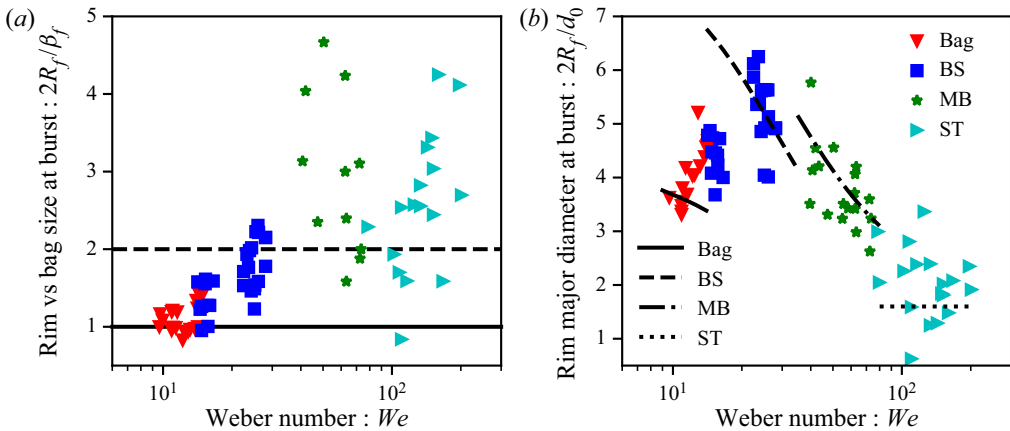 (a)
Rim vs bag size at burst : 2R_f/β_f
5
4
3
2
1
10^1
10^2
Weber number : We
(b)
Rim major diameter at burst : 2R_f/d_0
7
6
5
4
3
2
1
10^1
10^2
Weber number : We
Bag
BS
MB
ST
Bag
BS
MB
ST